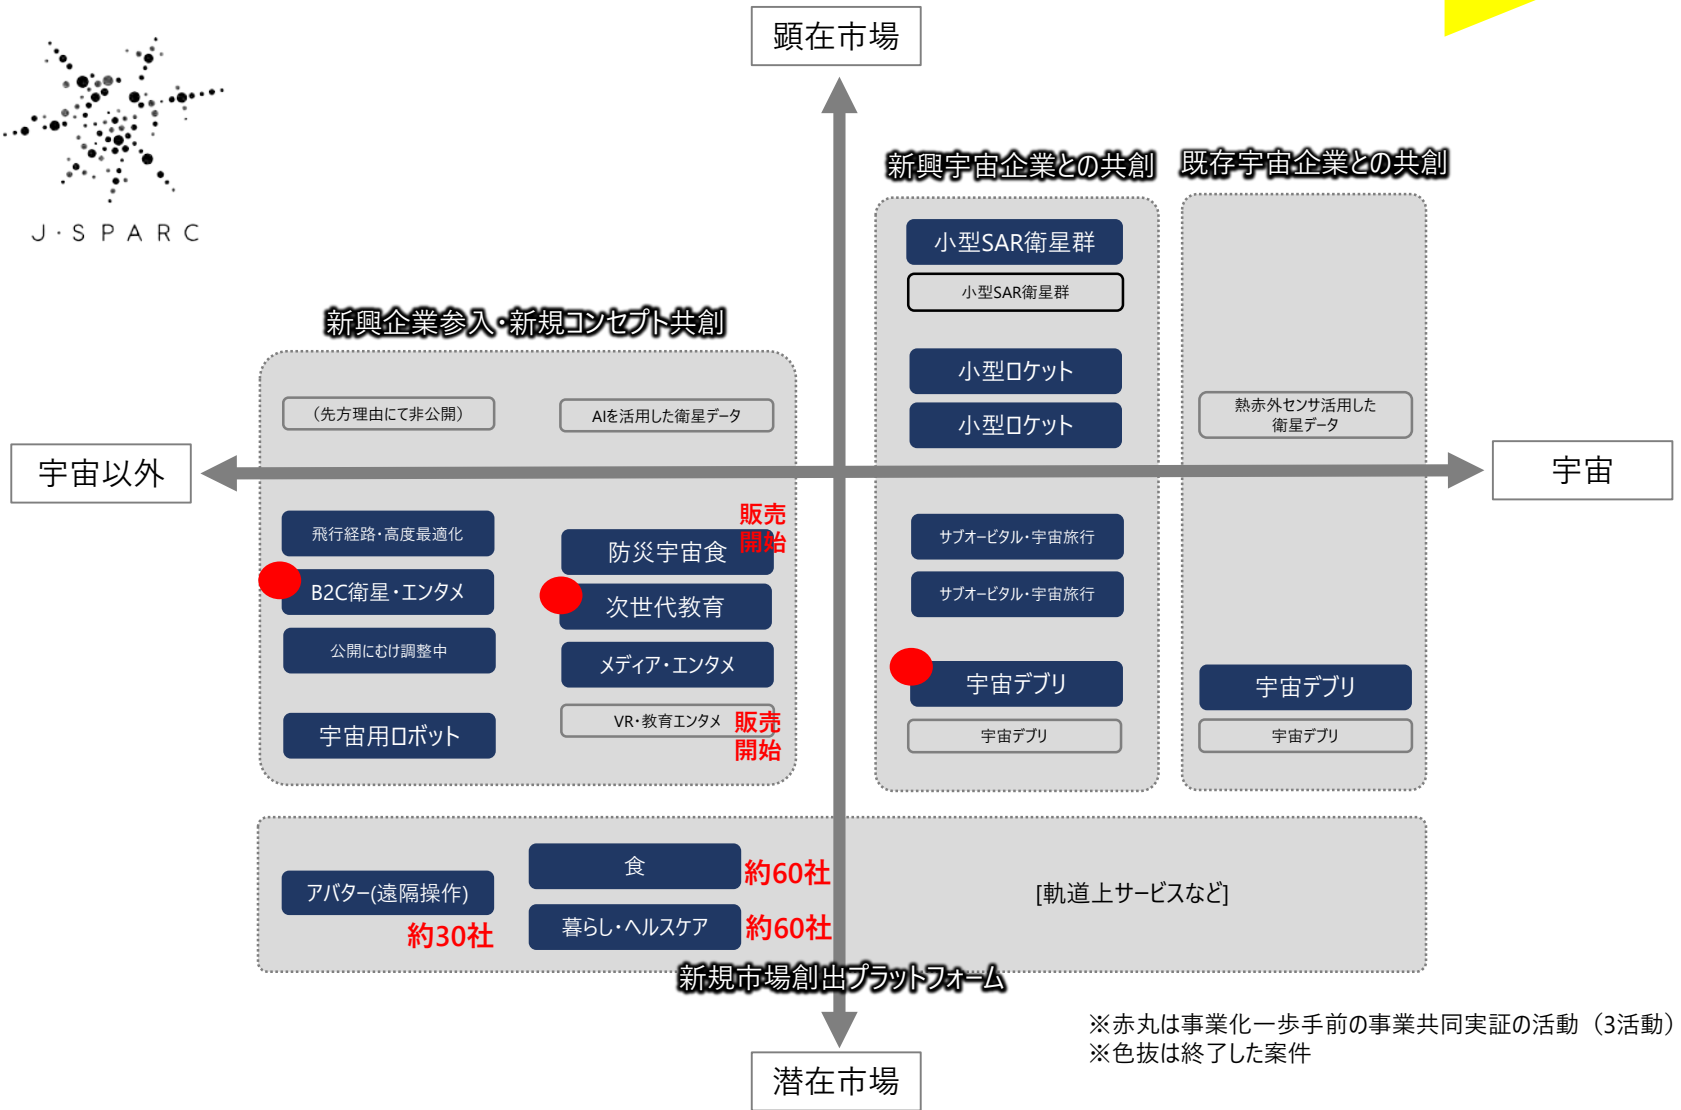 顕在市場
J·SPARC
新興宇宙企業との共創
既存宇宙企業との共創
小型SAR衛星群
小型SAR衛星群
新興企業参入・新規コンセプト共創
小型ロケット
(先方理由にて非公開)
AIを活用した衛星データ
小型ロケット
熱赤外センサ活用した
衛星データ
宇宙以外
宇宙
飛行経路・高度最適化
防災宇宙食
販売
開始
サブオービタル・宇宙旅行
B2C衛星・エンタメ
次世代教育
サブオービタル・宇宙旅行
公開にむけ調整中
メディア・エンタメ
宇宙デブリ
宇宙デブリ
宇宙用ロボット
VR・教育エンタメ
販売
開始
宇宙デブリ
宇宙デブリ
アバター(遠隔操作)
約30社
食
約60社
暮らし・ヘルスケア
約60社
[軌道上サービスなど]
新規市場創出プラットフォーム
※赤丸は事業化一歩手前の事業共同実証の活動（3活動）
※色抜は終了した案件
潜在市場